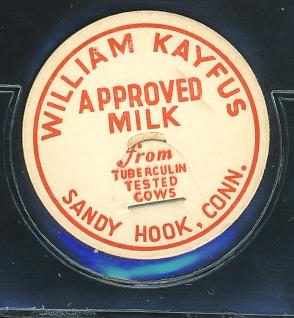 WILLIAM KAYFUS
APPROVED
MILK
from
TUBERCULIN
TESTED
COWS
SANDY HOOK, CONN.